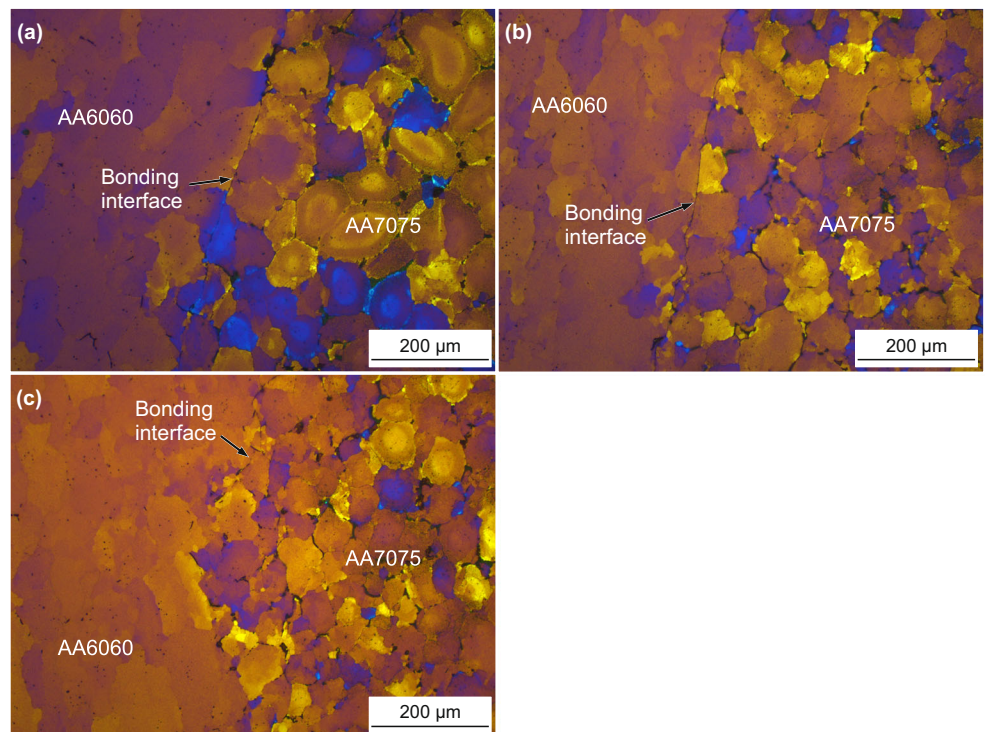 (a)
AA6060
Bonding
interface
AA7075
200 µm
(b)
AA6060
Bonding
interface
AA7075
200 µm
(c)
Bonding
interface
AA7075
AA6060
200 µm